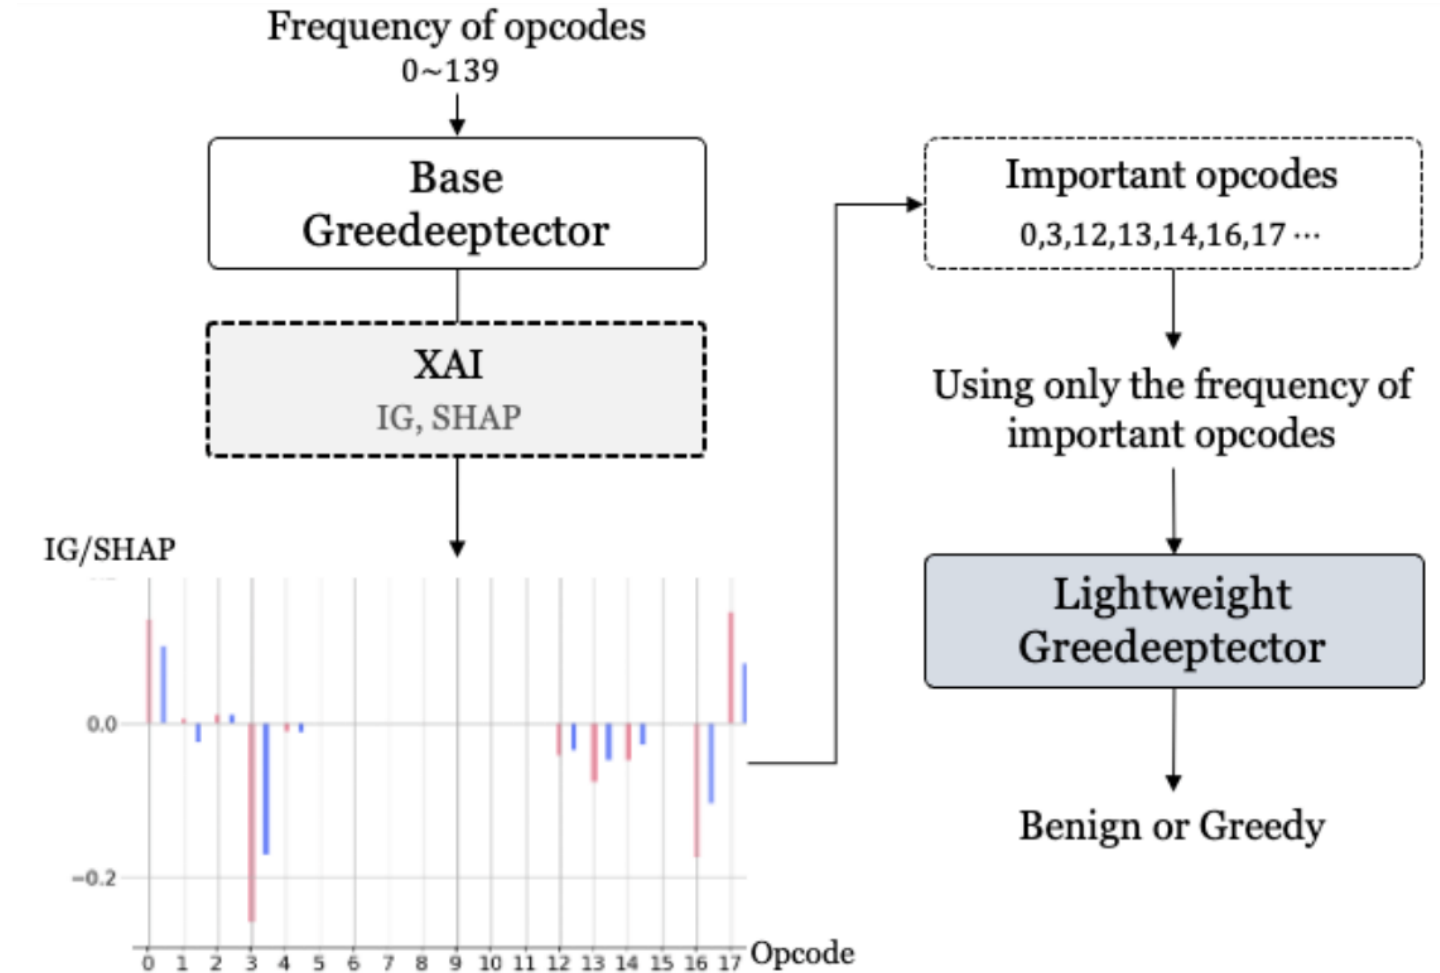 Frequency of opcodes
0~139
Base
Greedeeptector
XAI
IG, SHAP
IG/SHAP
0.0
−0.2
0 1 2 3 4 5 6 7 8 9 10 11 12 13 14 15 16 17 Opcode
Important opcodes
0,3,12,13,14,16,17 ···
Using only the frequency of
important opcodes
Lightweight
Greedeeptector
Benign or Greedy